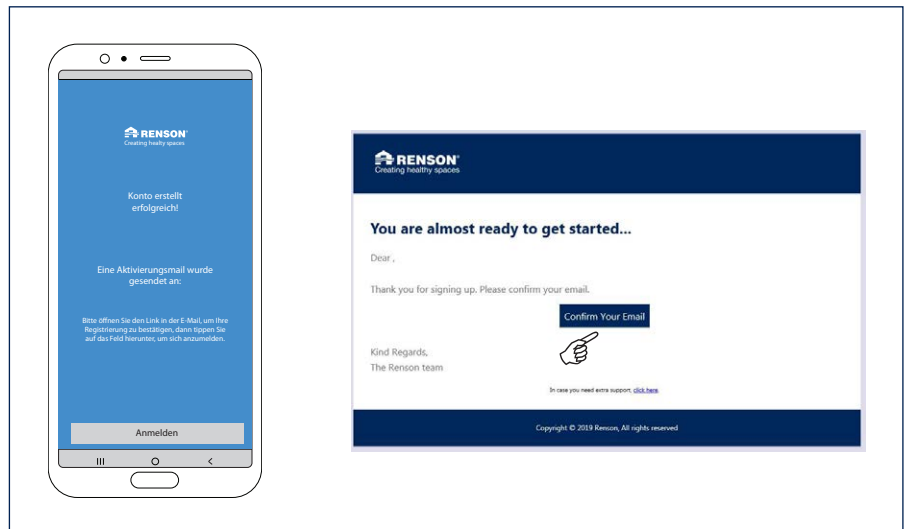 RENSON
Creating healty spaces
Konto erstellt
erfolgreich!
Eine Aktivierungsmail wurde
gesendet an:
Bitte öffnen Sie den Link in der E-Mail, um Ihre
Registrierung zu bestätigen, dann tippen Sie
auf das Feld hierunter, um sich anzumelden.
Anmelden
RENSON
Creating healthy spaces
You are almost ready to get started...
Dear ,
Thank you for signing up. Please confirm your email.
Confirm Your Email
Kind Regards,
The Renson team
In case you need extra support, click here.
Copyright © 2019 Renson, All rights reserved